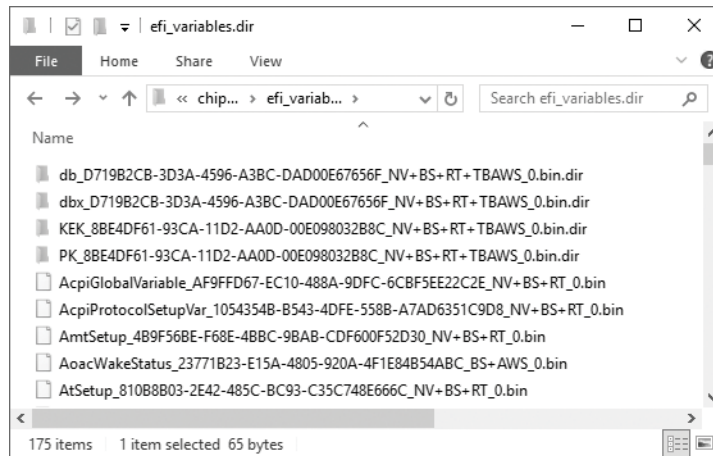 efi_variables.dir
File Home Share View
« chip... › efi_variab... › Search efi_variables.dir
Name
db_D719B2CB-3D3A-4596-A3BC-DAD00E67656F_NV+BS+RT+TBAWS_0.bin.dir
dbx_D719B2CB-3D3A-4596-A3BC-DAD00E67656F_NV+BS+RT+TBAWS_0.bin.dir
KEK_8BE4DF61-93CA-11D2-AA0D-00E098032B8C_NV+BS+RT+TBAWS_0.bin.dir
PK_8BE4DF61-93CA-11D2-AA0D-00E098032B8C_NV+BS+RT+TBAWS_0.bin.dir
AcpiGlobalVariable_AF9FFD67-EC10-488A-9DFC-6CBF5EE22C2E_NV+BS+RT_0.bin
AcpiProtocolSetupVar_1054354B-B543-4DFE-558B-A7AD6351C9D8_NV+BS+RT_0.bin
AmtSetup_4B9F56BE-F68E-4BBC-9BAB-CDF600F52D30_NV+BS+RT_0.bin
AoacWakeStatus_23771B23-E15A-4805-920A-4F1E84B54ABC_BS+AWS_0.bin
AtSetup_810B8B03-2E42-485C-BC93-C35C748E666C_NV+BS+RT_0.bin
175 items 1 item selected 65 bytes